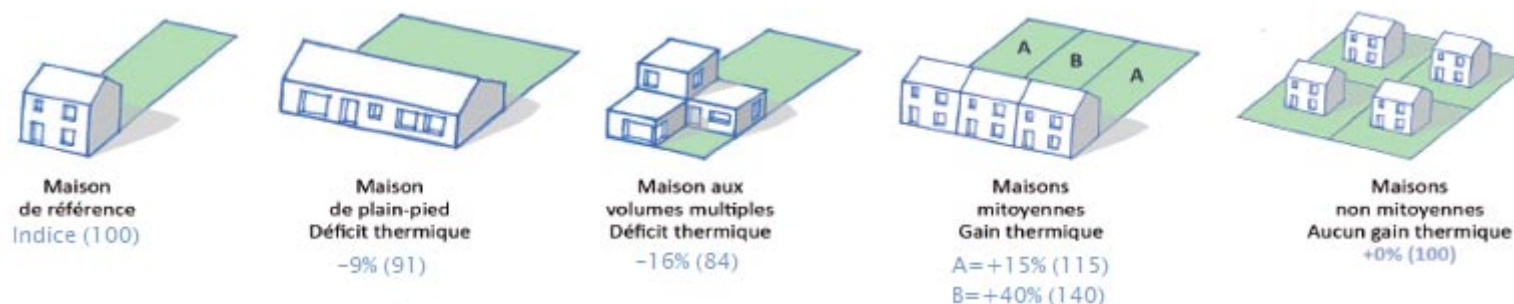 A
B
A
Maison
de référence
Indice (100)
Maison
de plain-pied
Déficit thermique
–9% (91)
Maison aux
volumes multiples
Déficit thermique
–16% (84)
Maisons
mitoyennes
Gain thermique
A=+15% (115)
B=+40% (140)
Maisons
non mitoyennes
Aucun gain thermique
+0% (100)